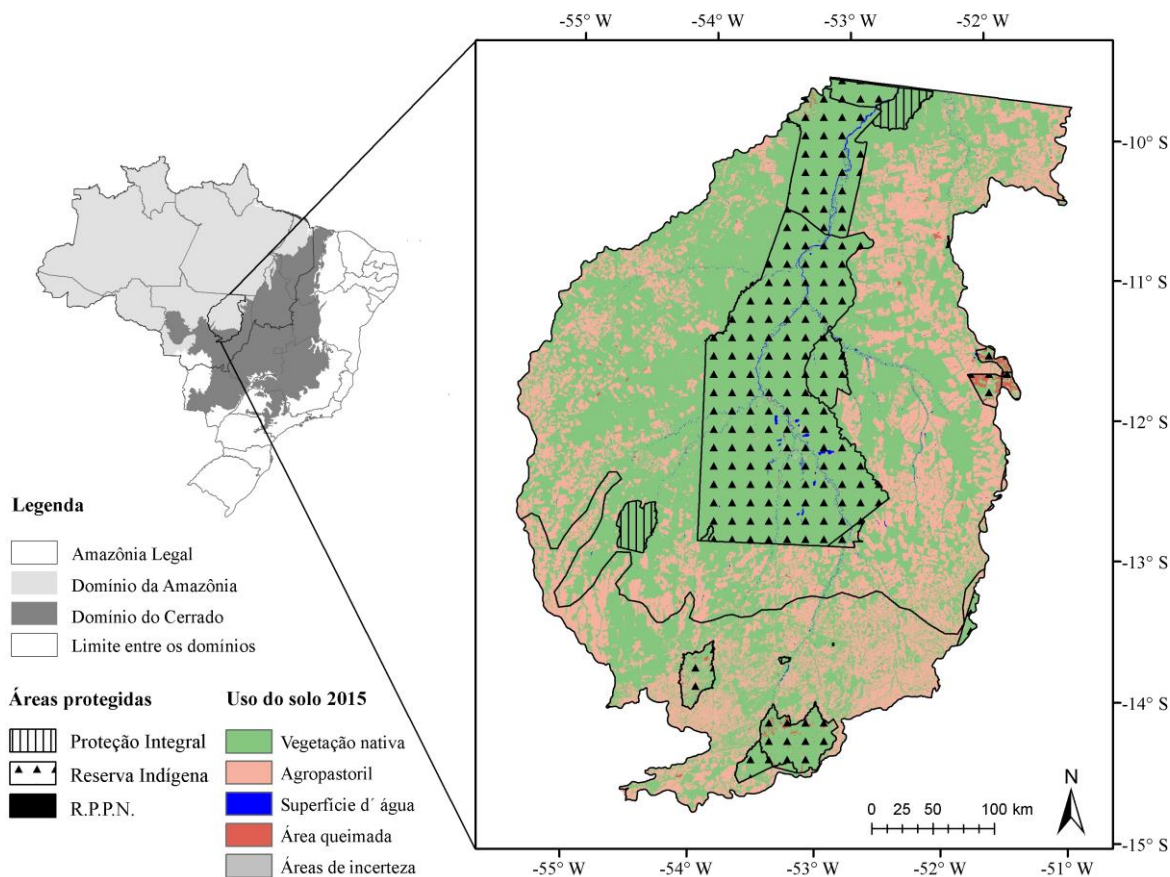 -55° W
-54° W
-53° W
-52° W
-10° S
-11° S
-12° S
-13° S
-14° S
-15° S
Legenda
Amazônia Legal
Domínio da Amazônia
Domínio do Cerrado
Limite entre os domínios
Áreas protegidas
Proteção Integral
Reserva Indígena
R.P.P.N.
Uso do solo 2015
Vegetação nativa
Agropastoril
Superfície d´ água
Área queimada
Áreas de incerteza
N
0 25 50 100 km
-55° W
-54° W
-53° W
-52° W
-51° W